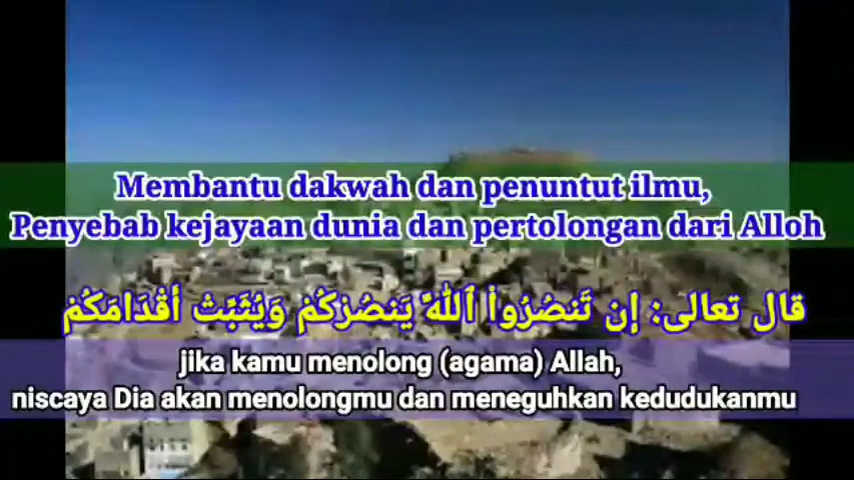 Membantu dakwah dan penuntut ilmu,
Penyebab kejayaan dunia dan pertolongan dari Alloh
قال تعالى: إن تَنصُرُوا۟ ٱللَّهَ يَنصُرْكُمْ وَيُثَبِّتْ أَقْدَامَكُمْ
jika kamu menolong (agama) Allah,
niscaya Dia akan menolongmu dan meneguhkan kedudukanmu